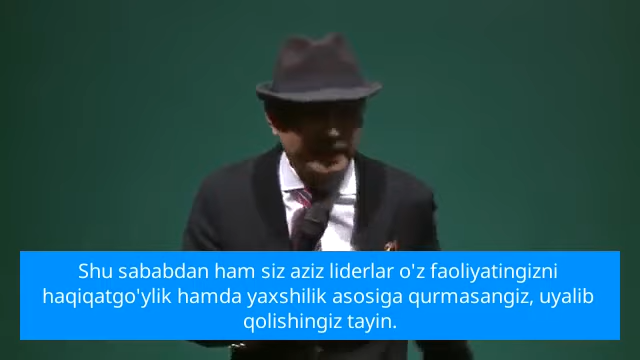 Shu sababdan ham siz aziz liderlar o'z faoliyatingizni
haqiqatgo'ylik hamda yaxshilik asosiga qurmasangiz, uyalib
qolishingiz tayin.